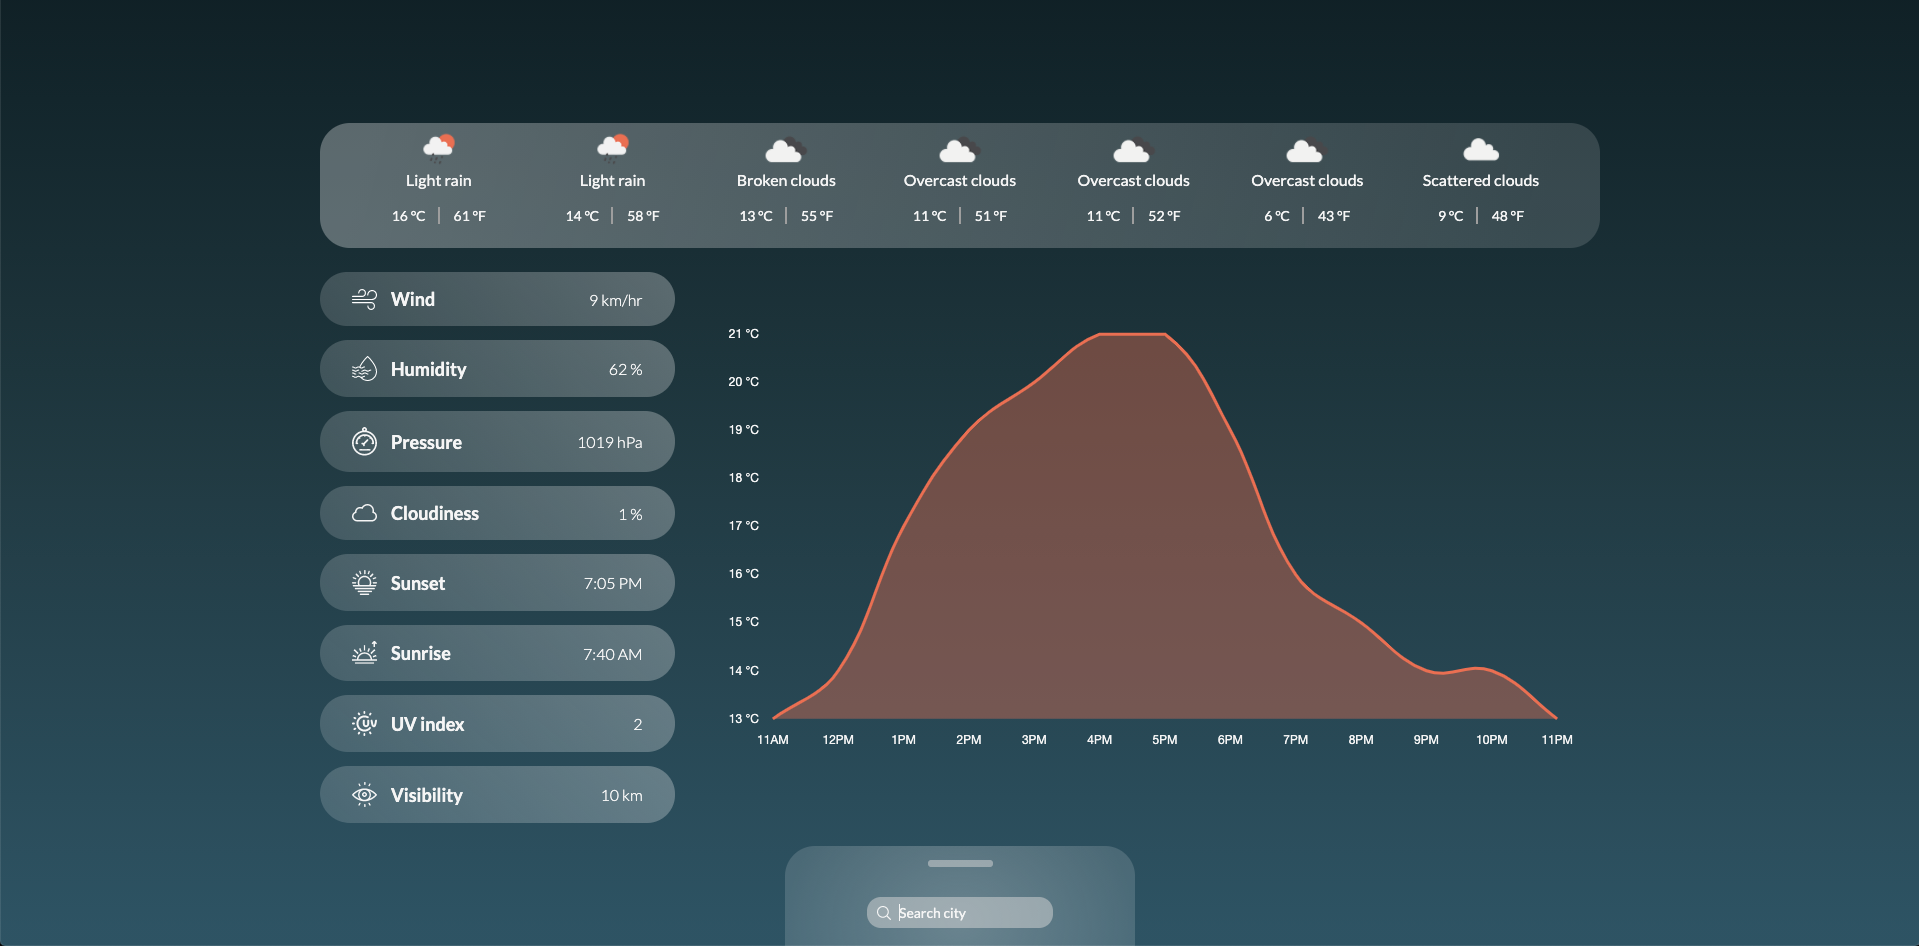 Light rain
Light rain
Broken clouds
Overcast clouds
Overcast clouds
Overcast clouds
Scattered clouds
16 °C | 61 °F
14 °C | 58 °F
13 °C | 55 °F
11 °C | 51 °F
11 °C | 52 °F
6 °C | 43 °F
9 °C | 48 °F
Wind 9 km/hr
Humidity 62 %
Pressure 1019 hPa
Cloudiness 1 %
Sunset 7:05 PM
Sunrise 7:40 AM
UV UV index 2
Visibility 10 km
21 °C
20 °C
19 °C
18 °C
17 °C
16 °C
15 °C
14 °C
13 °C
11AM 12PM 1PM 2PM 3PM 4PM 5PM 6PM 7PM 8PM 9PM 10PM 11PM
Search city